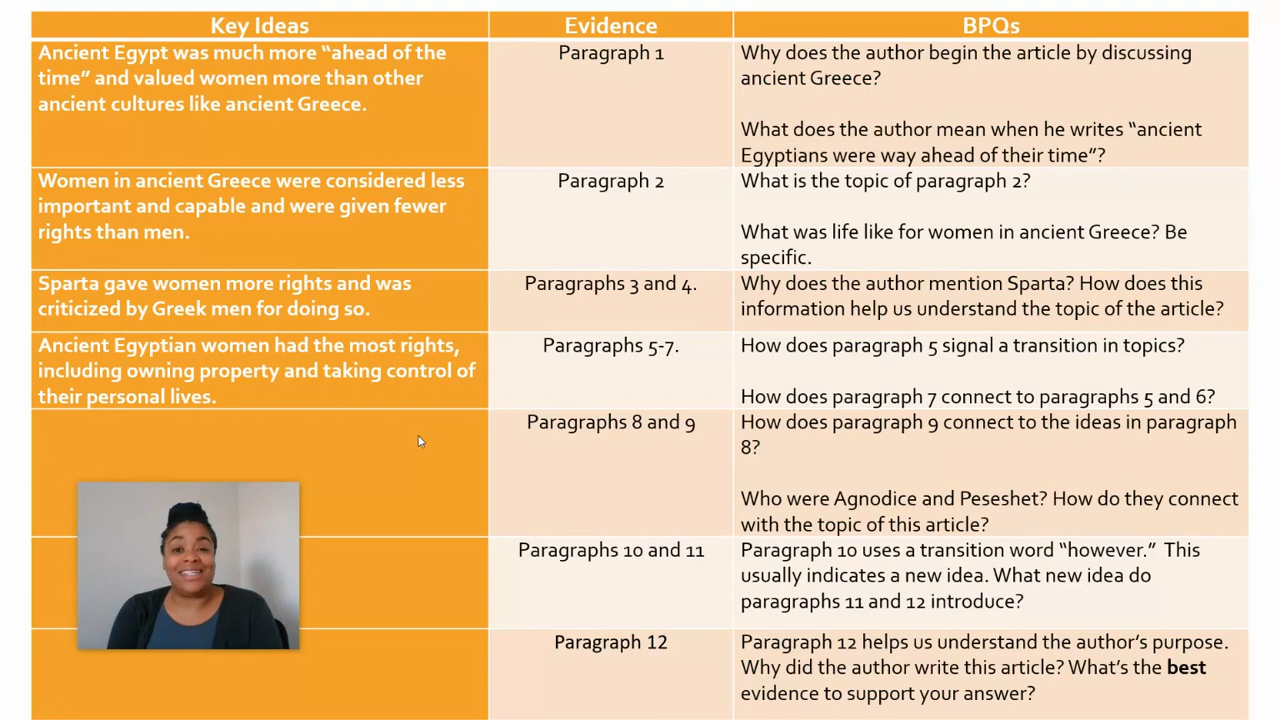 Key Ideas
Evidence
BPQs
Ancient Egypt was much more “ahead of the
time” and valued women more than other
ancient cultures like ancient Greece.
Paragraph 1
Why does the author begin the article by discussing
ancient Greece?
What does the author mean when he writes “ancient
Egyptians were way ahead of their time”?
Women in ancient Greece were considered less
important and capable and were given fewer
rights than men.
Paragraph 2
What is the topic of paragraph 2?
What was life like for women in ancient Greece? Be
specific.
Sparta gave women more rights and was
criticized by Greek men for doing so.
Paragraphs 3 and 4.
Why does the author mention Sparta? How does this
information help us understand the topic of the article?
Ancient Egyptian women had the most rights,
including owning property and taking control of
their personal lives.
Paragraphs 5-7.
How does paragraph 5 signal a transition in topics?
How does paragraph 7 connect to paragraphs 5 and 6?
Paragraphs 8 and 9
How does paragraph 9 connect to the ideas in paragraph
8?
Who were Agnodice and Peseshet? How do they connect
with the topic of this article?
Paragraphs 10 and 11
Paragraph 10 uses a transition word “however.” This
usually indicates a new idea. What new idea do
paragraphs 11 and 12 introduce?
Paragraph 12
Paragraph 12 helps us understand the author’s purpose.
Why did the author write this article? What’s the best
evidence to support your answer?